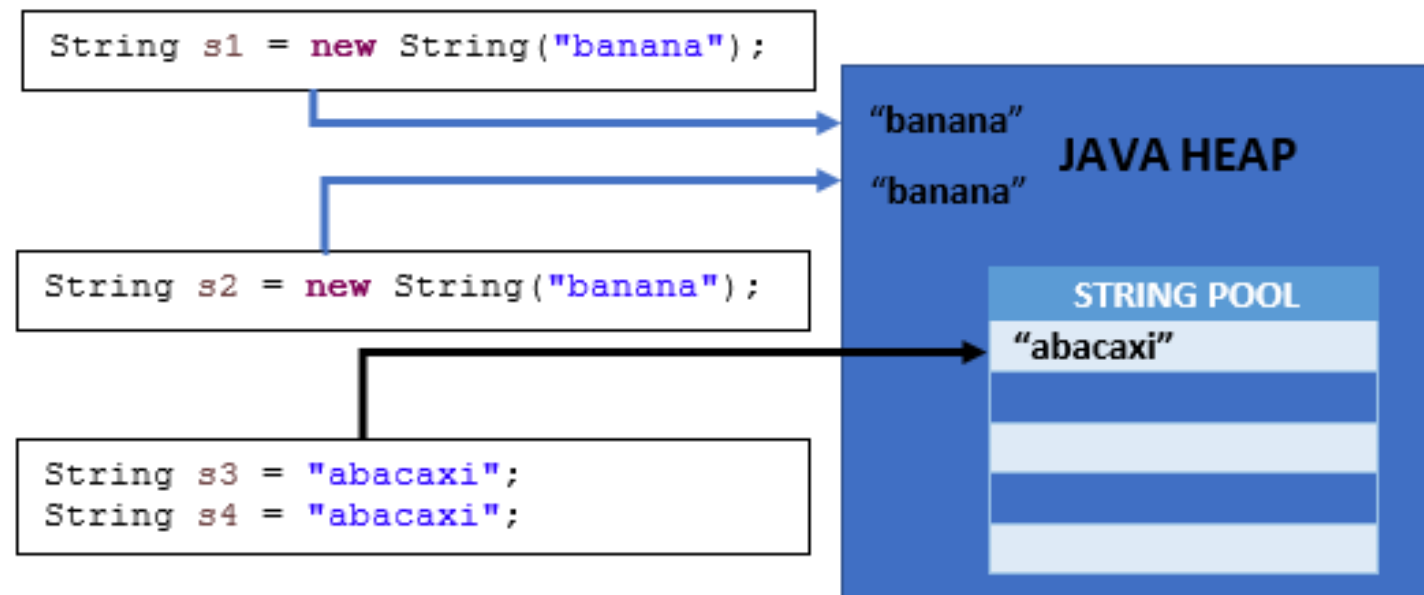 String s1 = new String("banana");
“banana”
JAVA HEAP
“banana”
String s2 = new String("banana");
STRING POOL
“abacaxi”
String s3 = "abacaxi";
String s4 = "abacaxi";